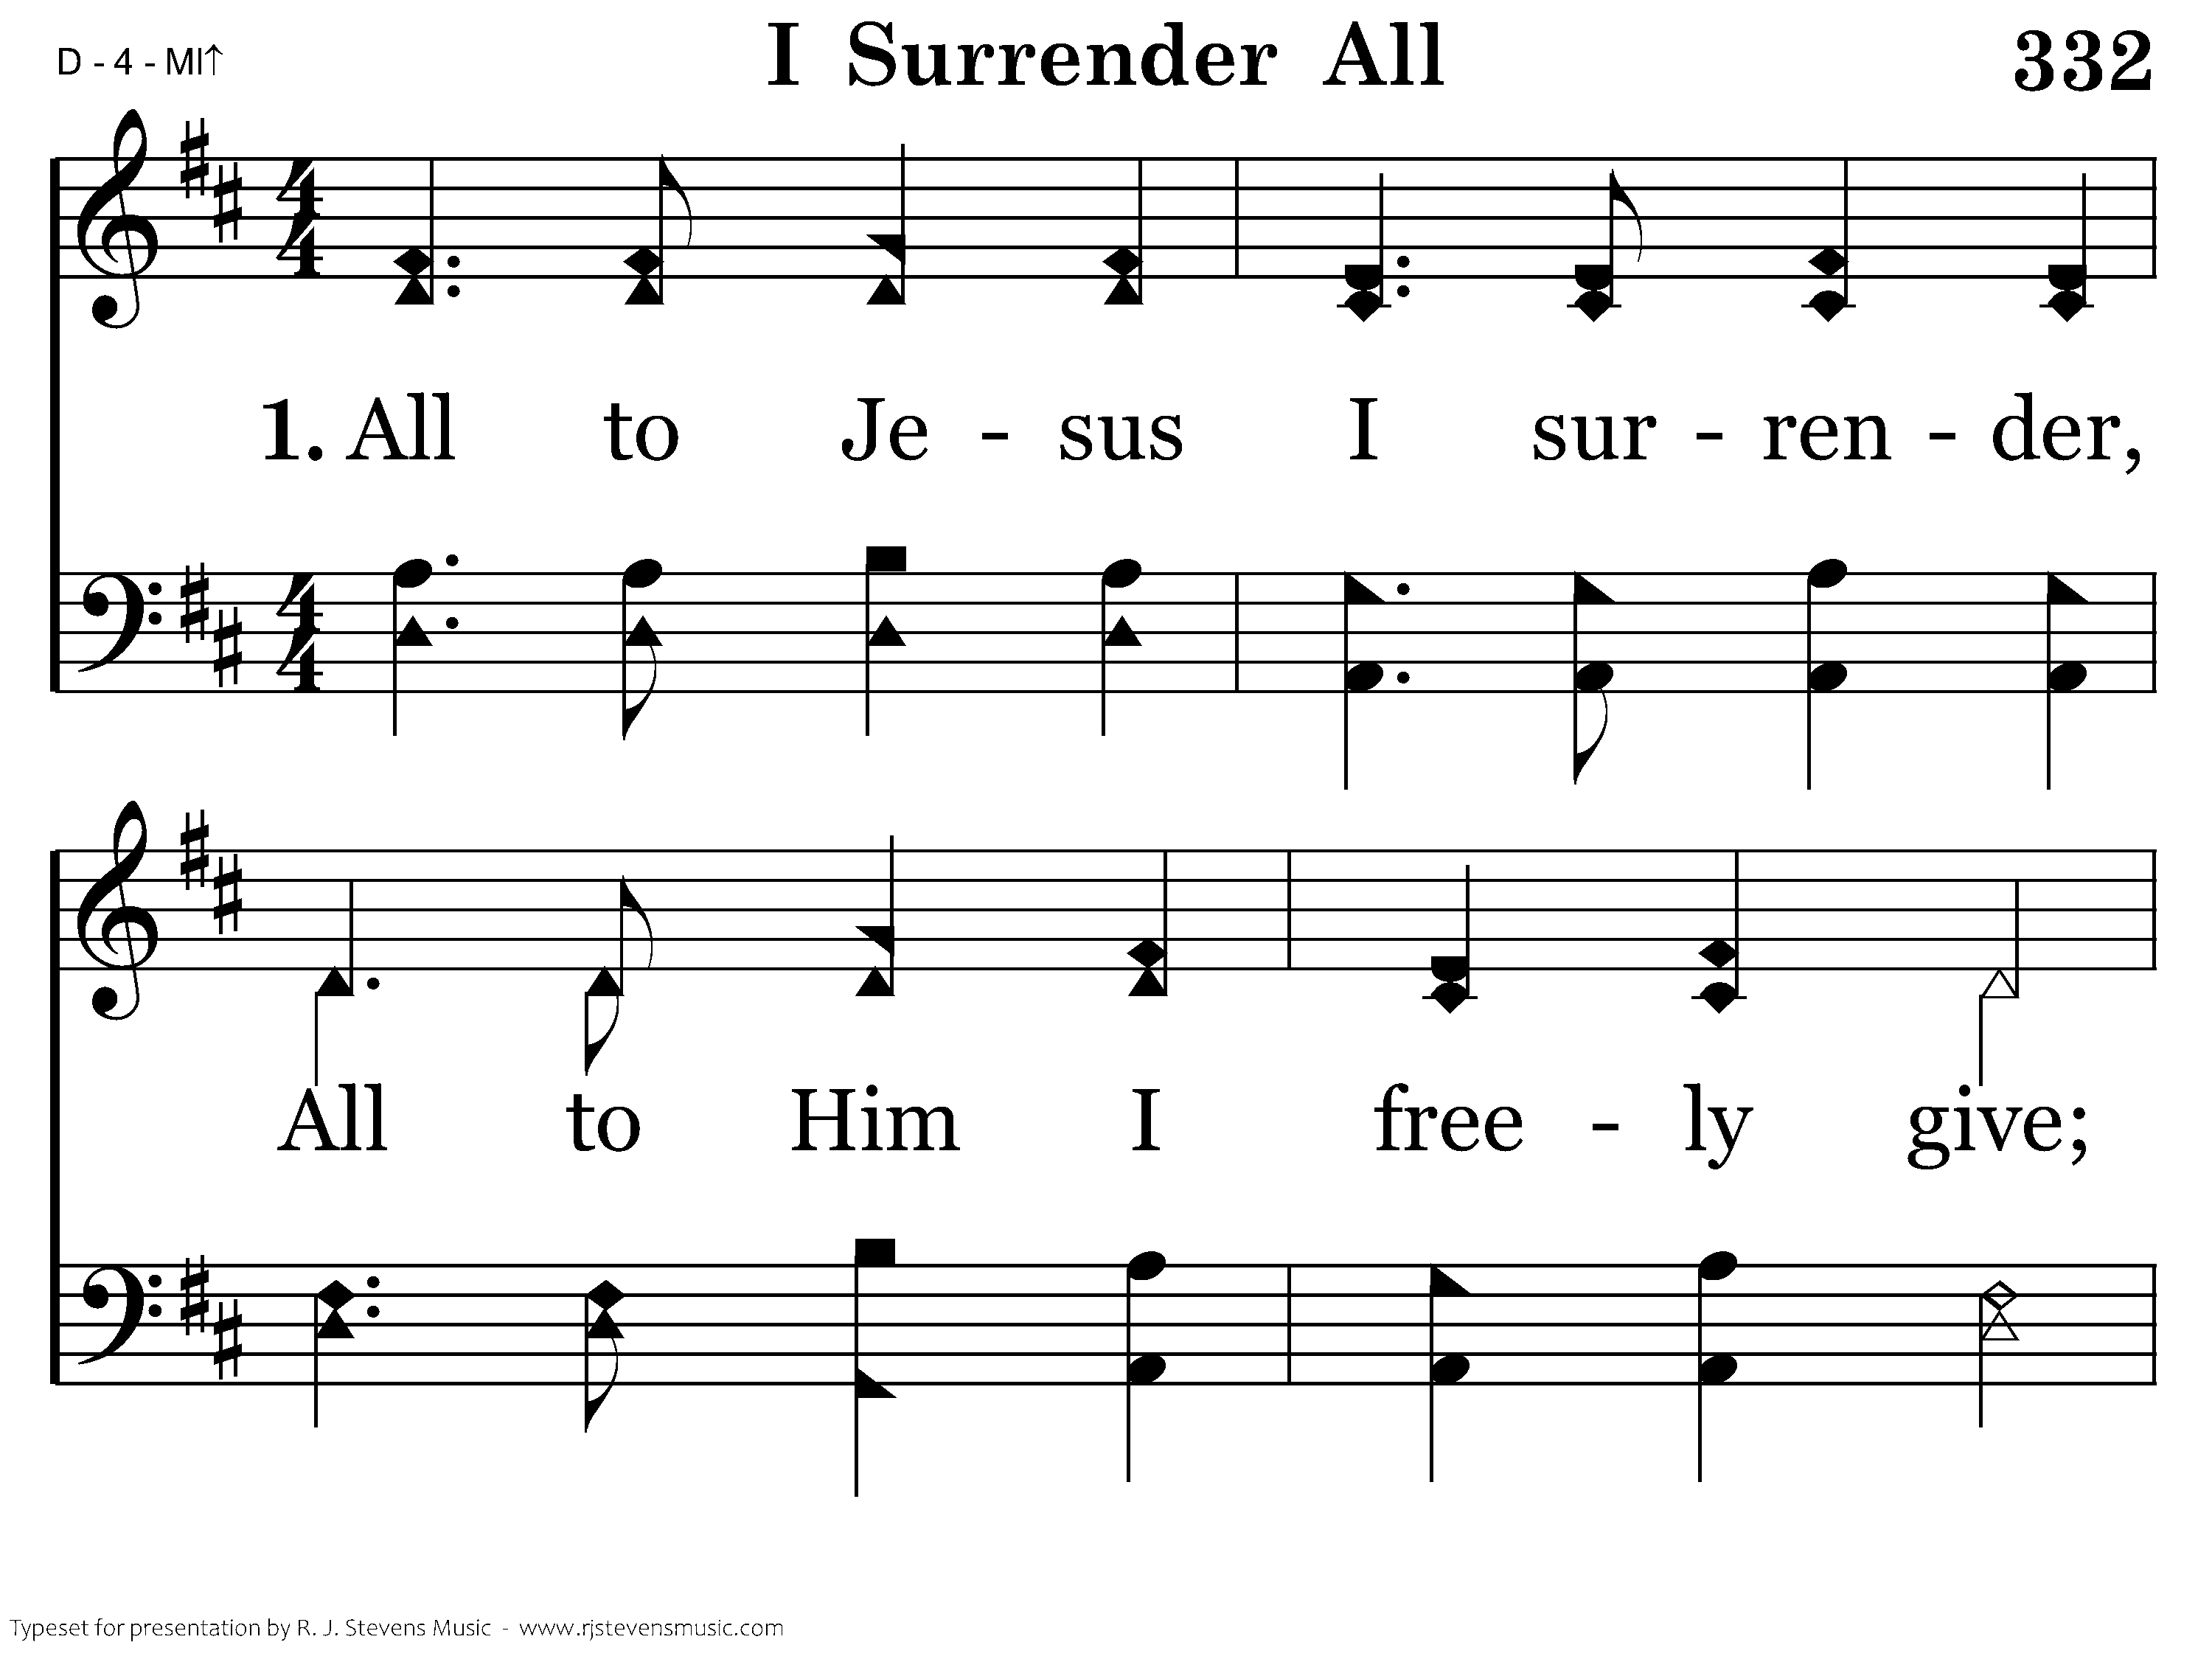 D - 4 - MI↑ I Surrender All 332
1. All to Je - sus I sur - ren - der,
All to Him I free - ly give;
Typeset for presentation by R. J. Stevens Music - www.rjstevensmusic.com